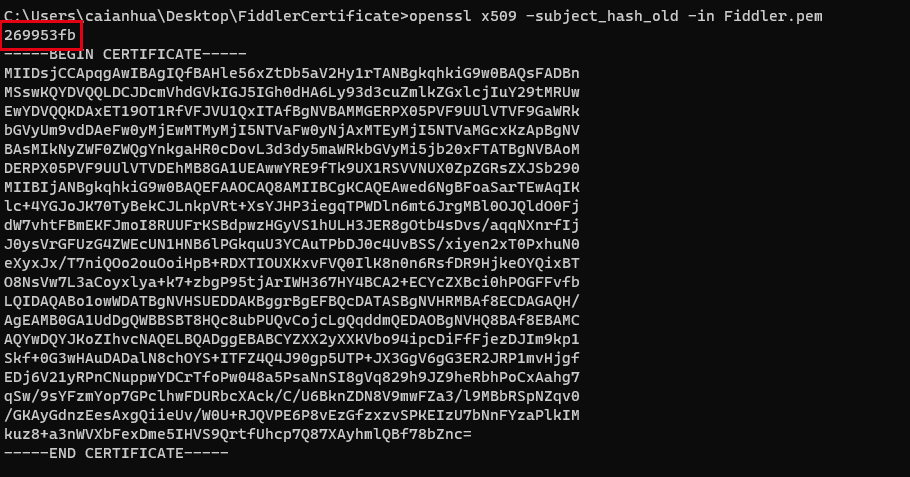 C:\Users\caianhua\Desktop\FiddlerCertificate>openssl x509 -subject_hash_old -in Fiddler.pem
269953fb
-----BEGIN CERTIFICATE-----
MIIDsjCCApqgAwIBAgIQfBAHle56xZtDb5aV2Hy1rTANBgkqhkiG9w0BAQsFADBn
MSswKQYDVQQLDCJDcmVhdGVkIGJ5IGh0dHA6Ly93d3cuZmlkZGxlcjIuY29tMRUw
EwYDVQQKDAxET19OT1RfVFJVU1QxITAfBgNVBAMMGERPX05PVF9UUlVTVF9GaWRk
bGVyUm9vdDAeFw0yMjEwMTMyMjI5NTVaFw0yNjAxMTEyMjI5NTVaMGcxKzApBgNV
BAsMIkNyZWF0ZWQgYnkgaHR0cDovL3d3dy5maWRkbGVyMi5jb20xFTATBgNVBAoM
DERPX05PVF9UUlVTVDEhMB8GA1UEAwwYRE9fTk9UX1RSVVNUX0ZpZGRsZXJSb290
MIIBIjANBgkqhkiG9w0BAQEFAAOCAQ8AMIIBCgKCAQEAwed6NgBFoaSarTEwAqIK
lc+4YGJoJK70TyBekCJLnkpVRt+XsYJHP3iegqTPWDln6mt6JrgMBl0OJQldO0Fj
dW7vhtFBmEKFJmoI8RUUFrKSBdpwzHGyVS1hULH3JER8gOtb4sDvs/aqqNXnrfIj
J0ysVrGFUzG4ZWEcUN1HNB6lPGkquU3YCAuTPbDJ0c4UvBSS/xiyen2xT0PxhuN0
eXyxJx/T7niQOo2ouOoiHpB+RDXTIOUXKxvFVQ0IlK8n0n6RsfDR9HjkeOYQixBT
O8NsVw7L3aCoyxlya+k7+zbgP95tjArIWH367HY4BCA2+ECYcZXBci0hPOGFFvfb
LQIDAQABo1owWDATBgNVHSUEDDAKBggrBgEFBQcDATASBgNVHRMBAf8ECDAGAQH/
AgEAMB0GA1UdDgQWBBSBT8HQc8ubPUQvCojcLgQqddmQEDAOBgNVHQ8BAf8EBAMC
AQYwDQYJKoZIhvcNAQELBQADggEBABCYZXX2yXXKVbo94ipcDiFfFjezDJIm9kp1
Skf+0G3wHAuDADalN8chOYS+ITFZ4Q4J90gp5UTP+JX3GgV6gG3ER2JRP1mvHjgf
EDj6V21yRPnCNuppwYDCrTfoPw048a5PsaNnSI8gVq829h9JZ9heRbhPoCxAahg7
qSw/9sYFzmYop7GPclhwFDURbcXAck/C/U6BknZDN8V9mwFZa3/l9MBbRSpNZqv0
/GKAyGdnzEesAxgQiieUv/W0U+RJQVPE6P8vEzGfzxzvSPKEIzU7bNnFYzaPlkIM
kuz8+a3nWVXbFexDme5IHVS9QrtfUhcp7Q87XAyhmlQBf78bZnc=
-----END CERTIFICATE-----